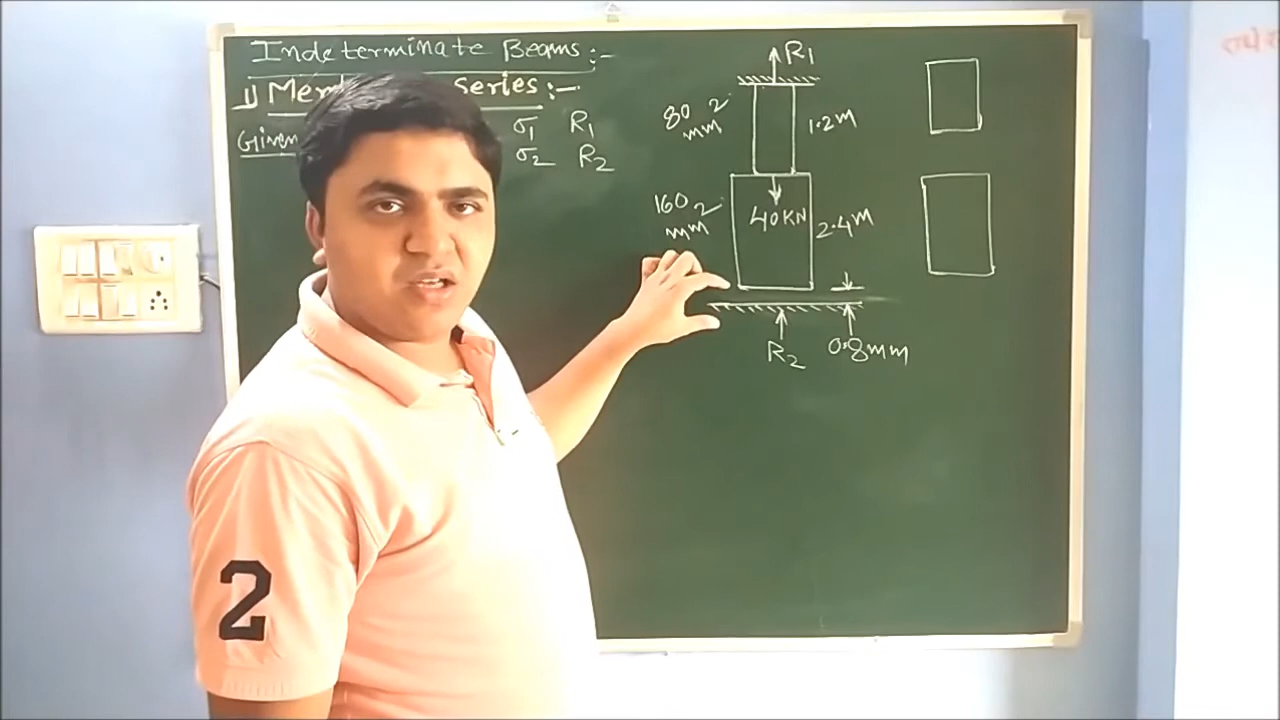 Indeterminate Beams :-
1) Mem Series :-
Given σ1 R1
σ2 R2
R1
80 mm²
1.2m
160 mm²
40KN
2.4m
R2
0.8mm
2